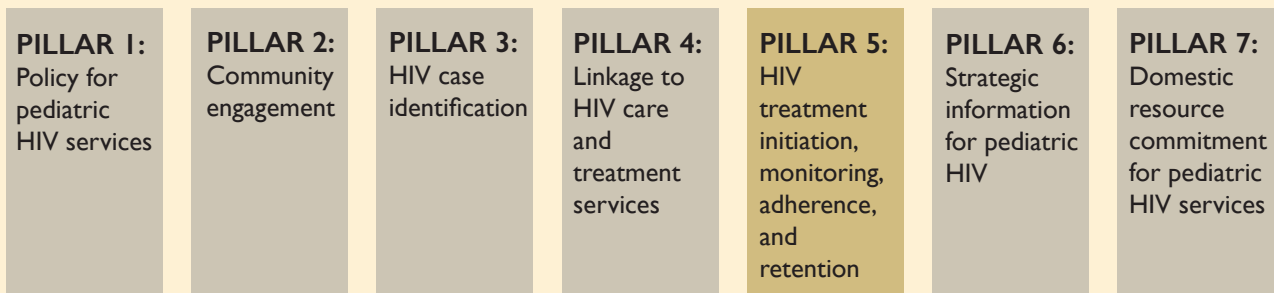 PILLAR 1:
Policy for
pediatric
HIV services
PILLAR 2:
Community
engagement
PILLAR 3:
HIV case
identification
PILLAR 4:
Linkage to
HIV care
and
treatment
services
PILLAR 5:
HIV
treatment
initiation,
monitoring,
adherence,
and
retention
PILLAR 6:
Strategic
information
for pediatric
HIV
PILLAR 7:
Domestic
resource
commitment
for pediatric
HIV services